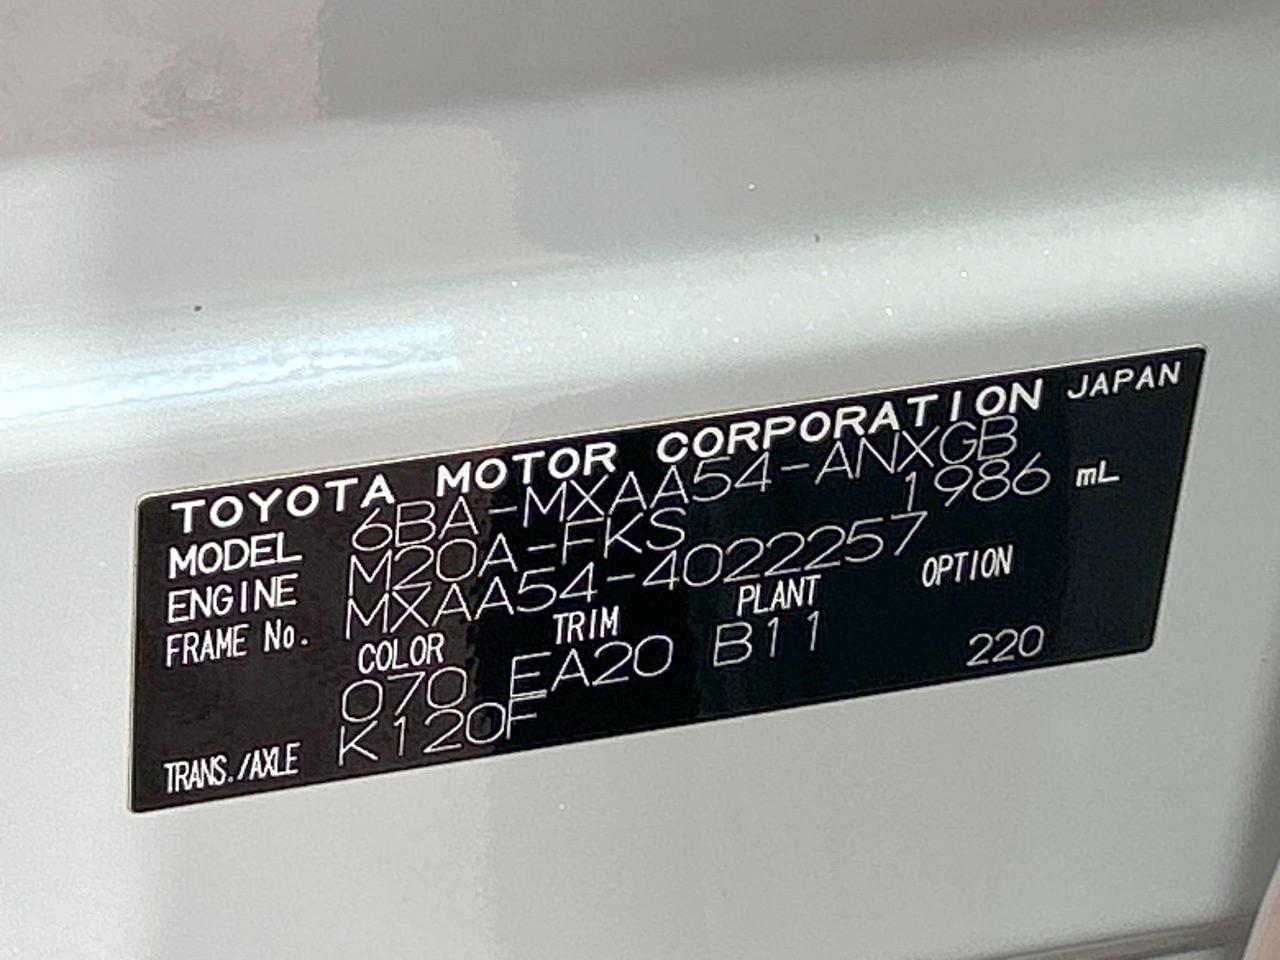 TOYOTA MOTOR CORPORATION JAPAN
MODEL 6BA-MXAA54-ANXGB
ENGINE M20A-FKS 1986 mL
FRAME No. MXAA54-4022257
COLOR TRIM PLANT OPTION
070 EA20 B11 220
TRANS./AXLE K120F